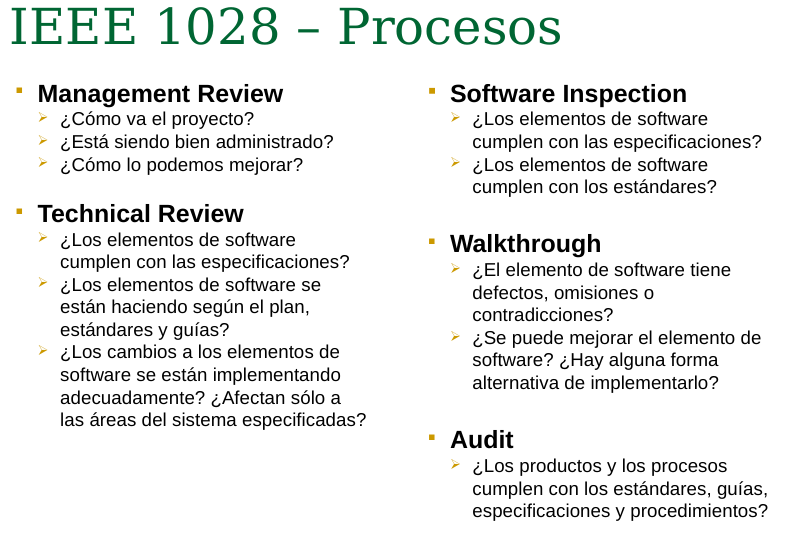 IEEE 1028 – Procesos
Management Review
¿Cómo va el proyecto?
¿Está siendo bien administrado?
¿Cómo lo podemos mejorar?
Technical Review
¿Los elementos de software
cumplen con las especificaciones?
¿Los elementos de software se
están haciendo según el plan,
estándares y guías?
¿Los cambios a los elementos de
software se están implementando
adecuadamente? ¿Afectan sólo a
las áreas del sistema especificadas?
Software Inspection
¿Los elementos de software
cumplen con las especificaciones?
¿Los elementos de software
cumplen con los estándares?
Walkthrough
¿El elemento de software tiene
defectos, omisiones o
contradicciones?
¿Se puede mejorar el elemento de
software? ¿Hay alguna forma
alternativa de implementarlo?
Audit
¿Los productos y los procesos
cumplen con los estándares, guías,
especificaciones y procedimientos?